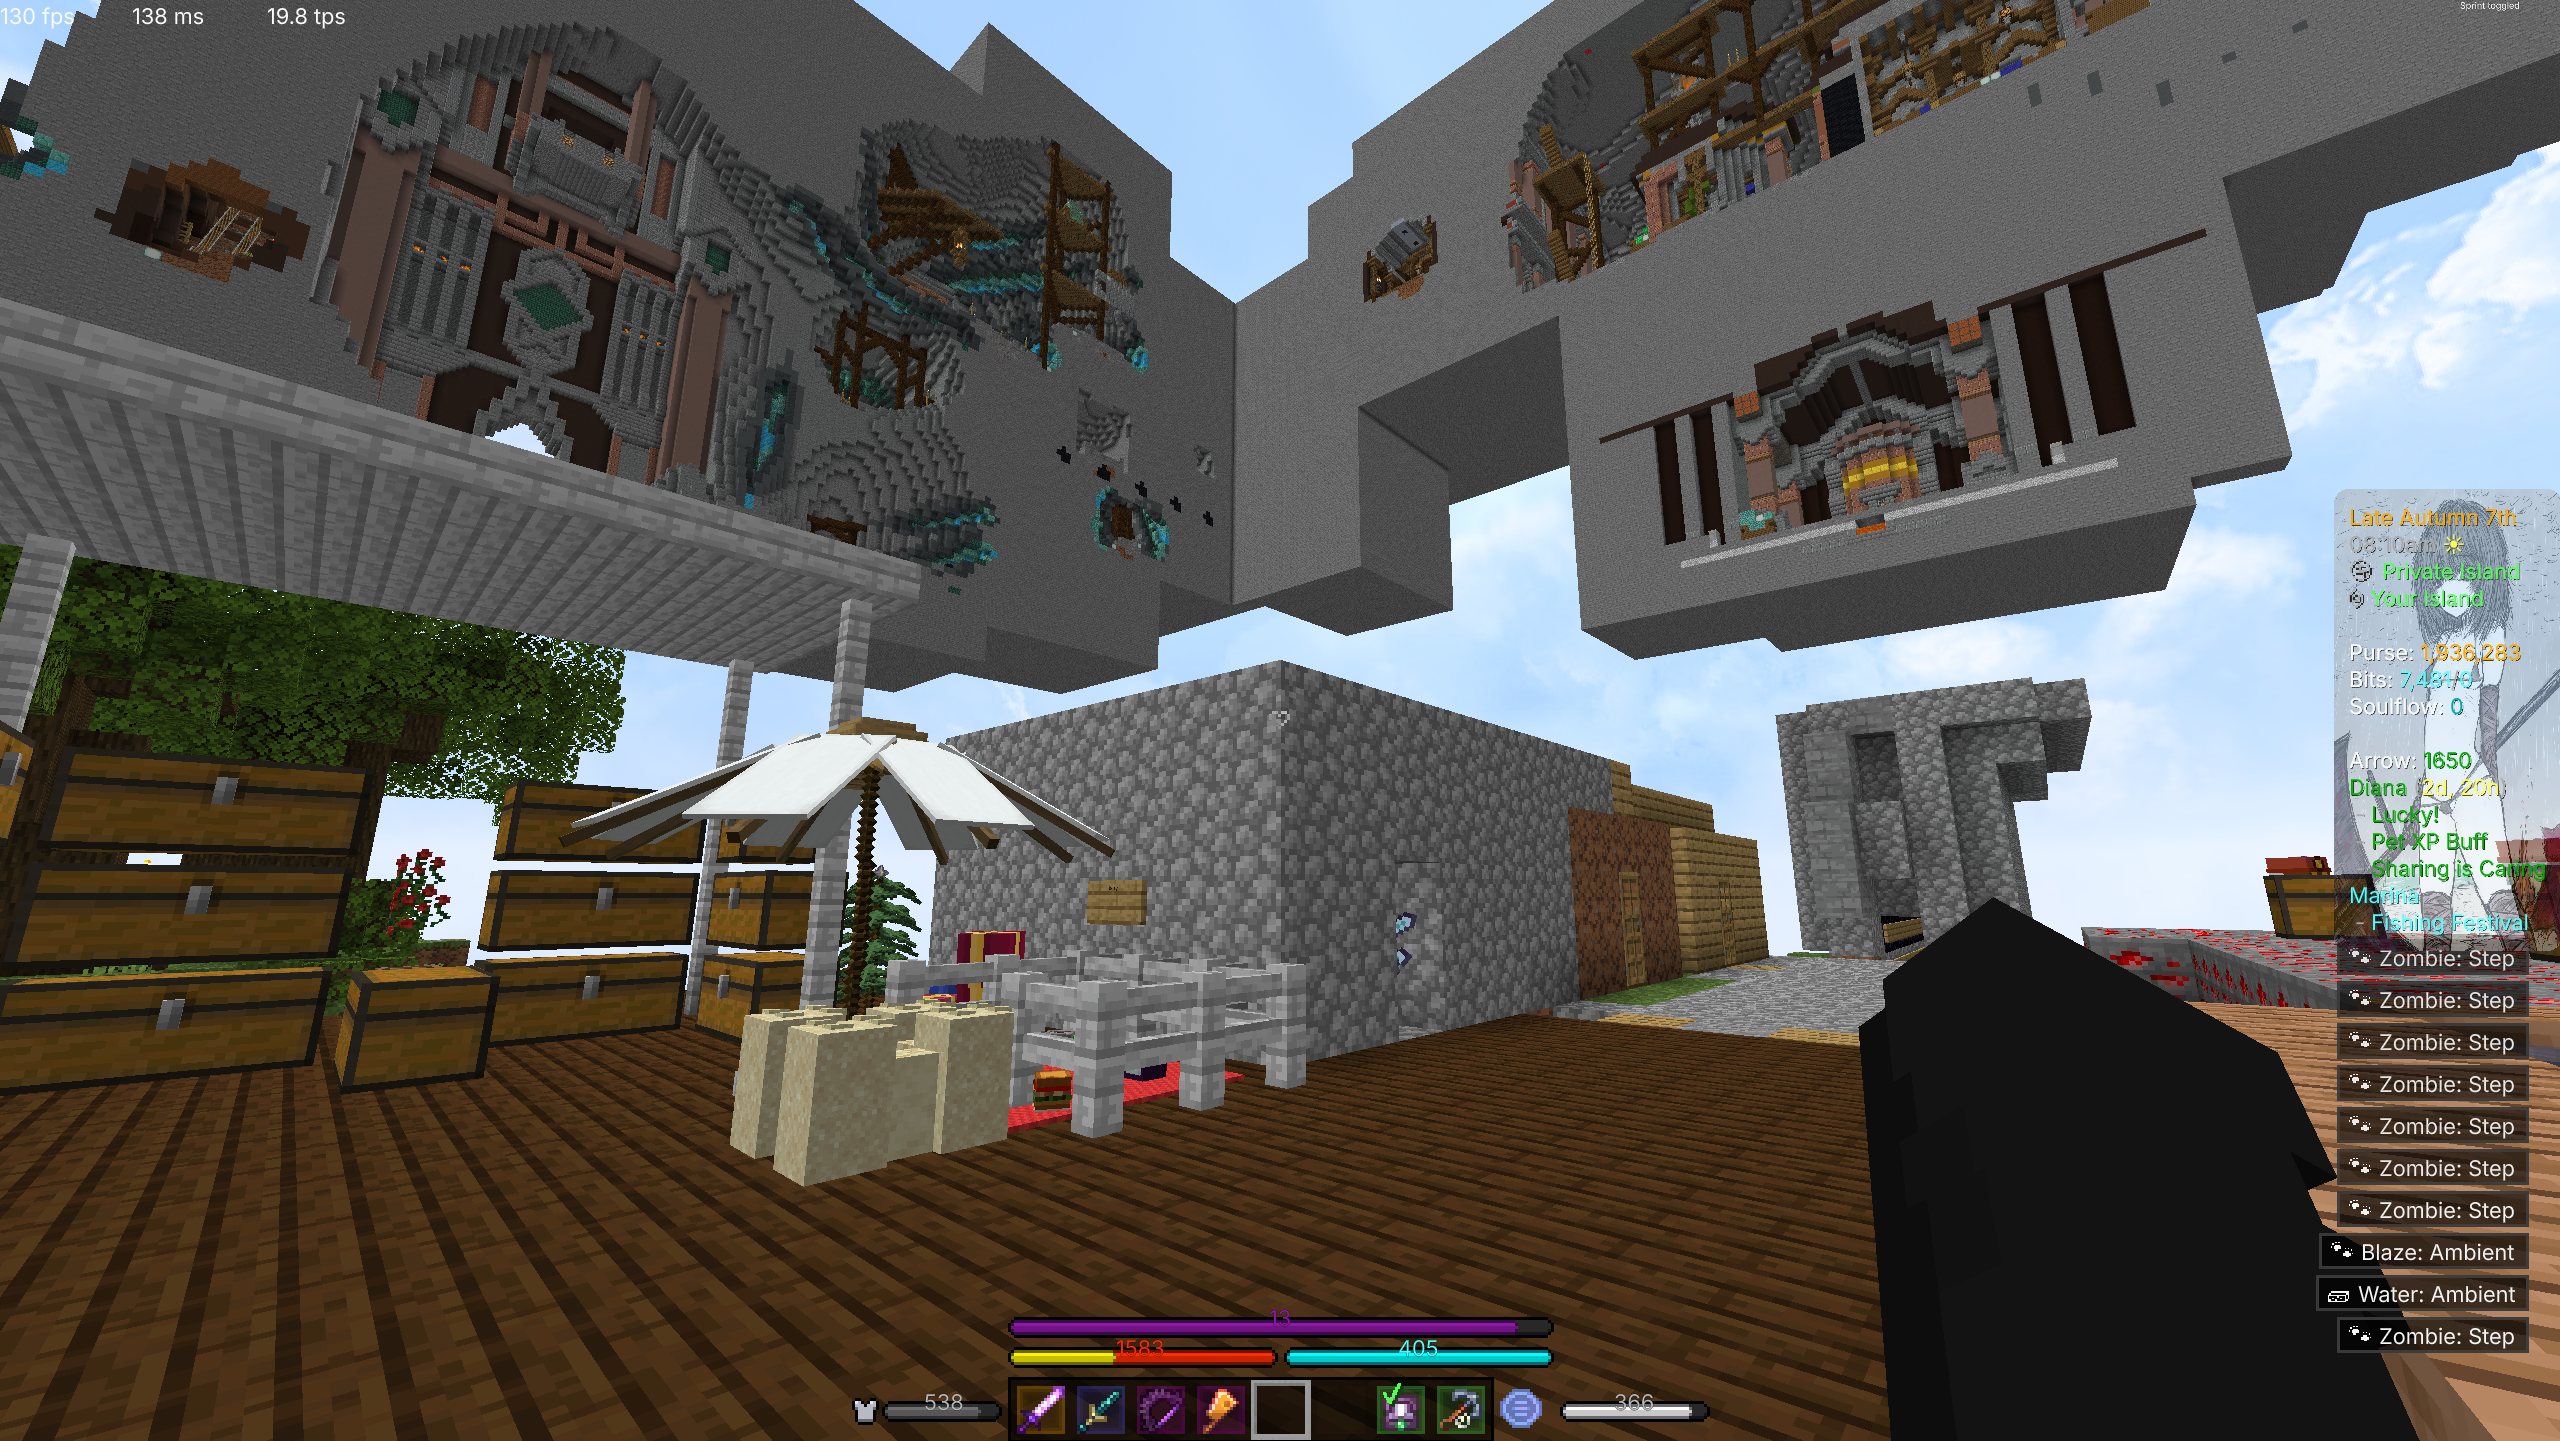 130 fps 138 ms 19.8 tps
Sprint toggled
Late Autumn 7th
08:10am
Private Island
Your Island
Purse: 1,936,283
Bits: 7,481/0
Soulflow: 0
Arrow: 1650
Diana 2d, 20h
Lucky!
Pet XP Buff
Sharing is Caring
Marina
- Fishing Festival
Zombie: Step
Zombie: Step
Zombie: Step
Zombie: Step
Zombie: Step
Zombie: Step
Zombie: Step
Blaze: Ambient
Water: Ambient
Zombie: Step
13
1583 405
538 366